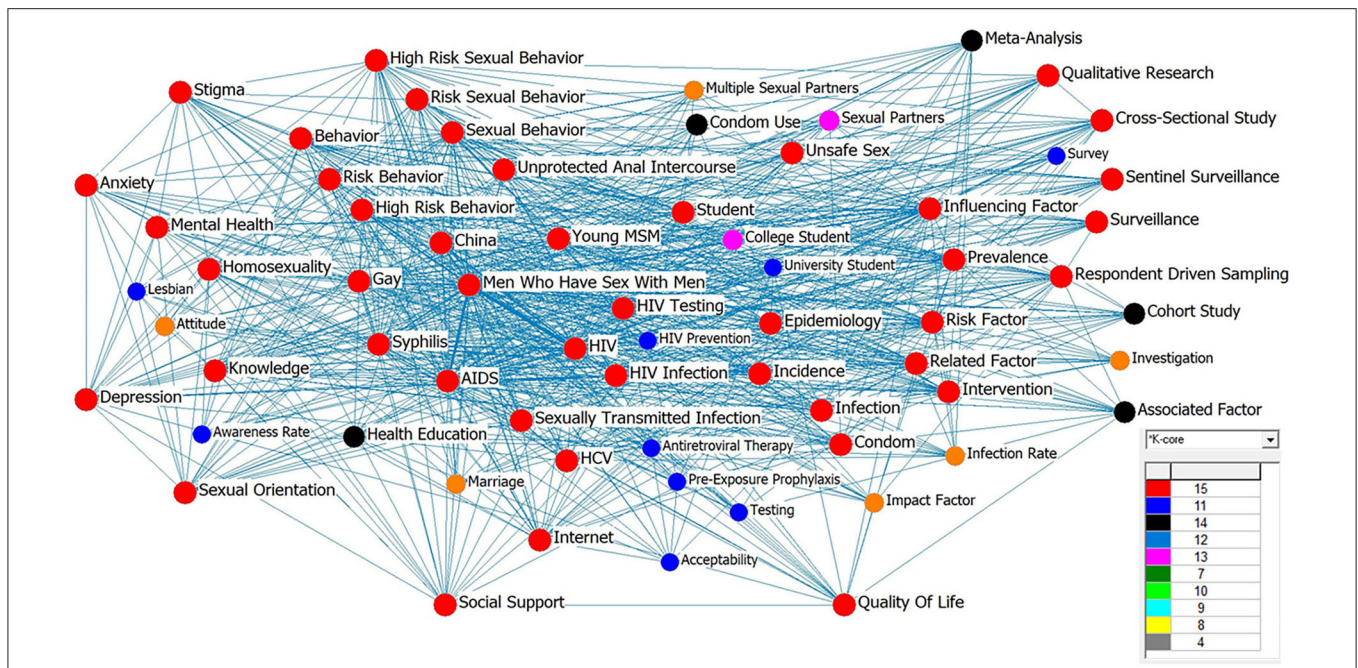 Meta-Analysis
High Risk Sexual Behavior
Qualitative Research
Stigma
Multiple Sexual Partners
Risk Sexual Behavior
Sexual Partners
Cross-Sectional Study
Condom Use
Sexual Behavior
Behavior
Unsafe Sex
Survey
Unprotected Anal Intercourse
Risk Behavior
Sentinel Surveillance
Anxiety
High Risk Behavior
Student
Influencing Factor
Surveillance
Mental Health
China
Young MSM
College Student
Prevalence
University Student
Homosexuality
Respondent Driven Sampling
Gay
Men Who Have Sex With Men
Lesbian
HIV Testing
Cohort Study
Attitude
Epidemiology
Risk Factor
HIV Prevention
Syphilis
HIV
Investigation
Related Factor
Knowledge
AIDS
HIV Infection
Incidence
Intervention
Depression
Infection
Associated Factor
Sexually Transmitted Infection
Awareness Rate
Health Education
Condom
Antiretroviral Therapy
Infection Rate
HCV
Marriage
Pre-Exposure Prophylaxis
Sexual Orientation
Impact Factor
Testing
Internet
Acceptability
Social Support
Quality Of Life
*K-core
15
11
14
12
13
7
10
9
8
4